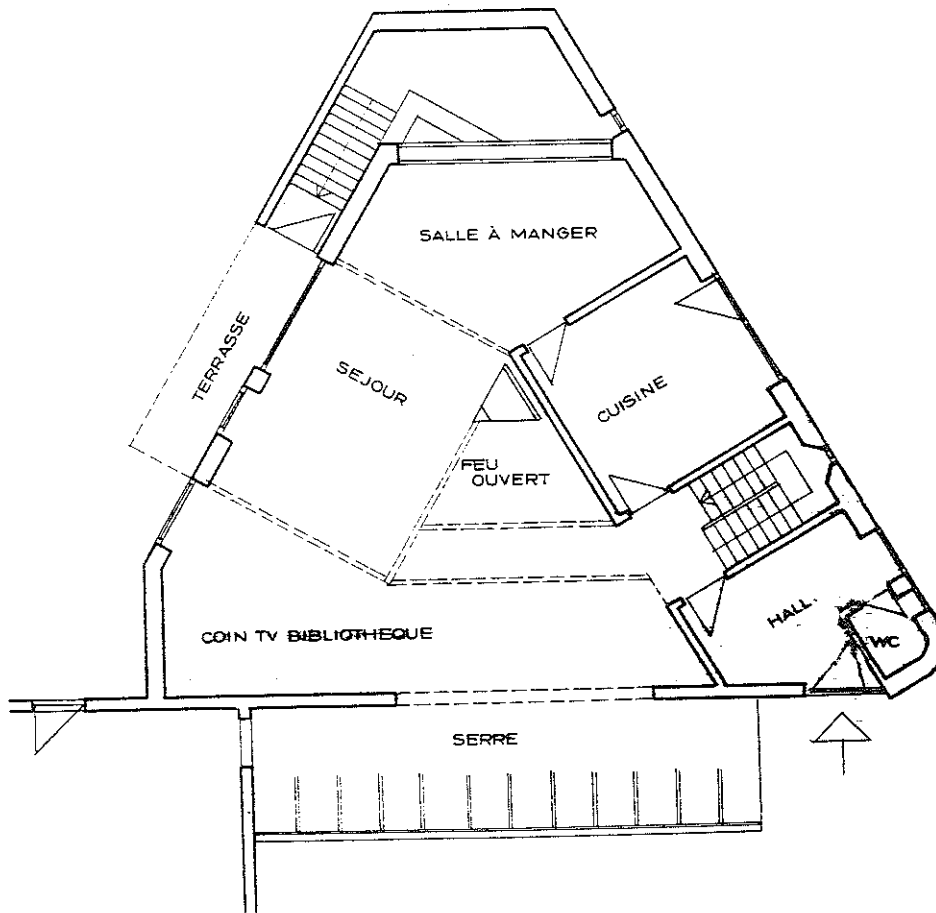 SALLE À MANGER
TERRASSE
SEJOUR
CUISINE
FEU
OUVERT
HALL.
WC
COIN TV BIBLIOTHEQUE
SERRE